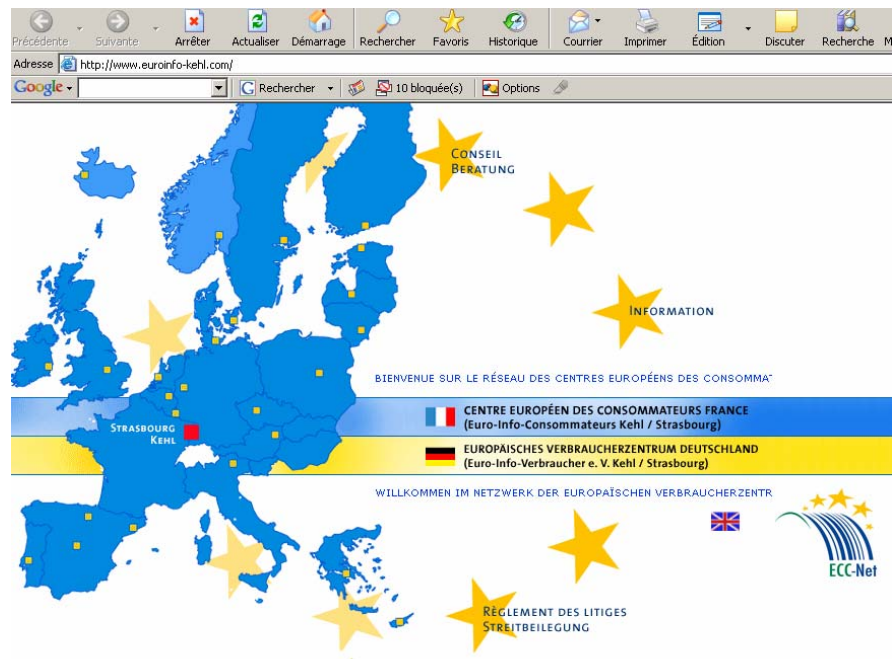 Précédente Suivante Arrêter Actualiser Démarrage Rechercher Favoris Historique Courrier Imprimer Édition Discuter Recherche M
Adresse http://www.euroinfo-kehl.com/
Google Rechercher 10 bloquée(s) Options
CONSEIL
BERATUNG
INFORMATION
BIENVENUE SUR LE RÉSEAU DES CENTRES EUROPÉENS DES CONSOMMA
CENTRE EUROPÉEN DES CONSOMMATEURS FRANCE
(Euro-Info-Consommateurs Kehl / Strasbourg)
STRASBOURG
KEHL
EUROPÄISCHES VERBRAUCHERZENTRUM DEUTSCHLAND
(Euro-Info-Verbraucher e. V. Kehl / Strasbourg)
WILLKOMMEN IM NETZWERK DER EUROPAÏSCHEN VERBRAUCHERZENTR
ECC-Net
RÈGLEMENT DES LITIGES
STREITBEILEGUNG